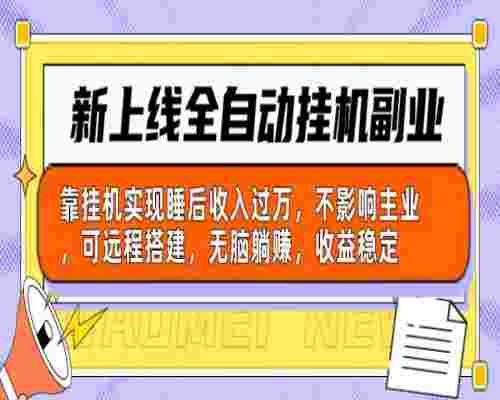 新上线全自动挂机副业
靠挂机实现睡后收入过万，不影响主业
，可远程搭建，无脑躺赚，收益稳定